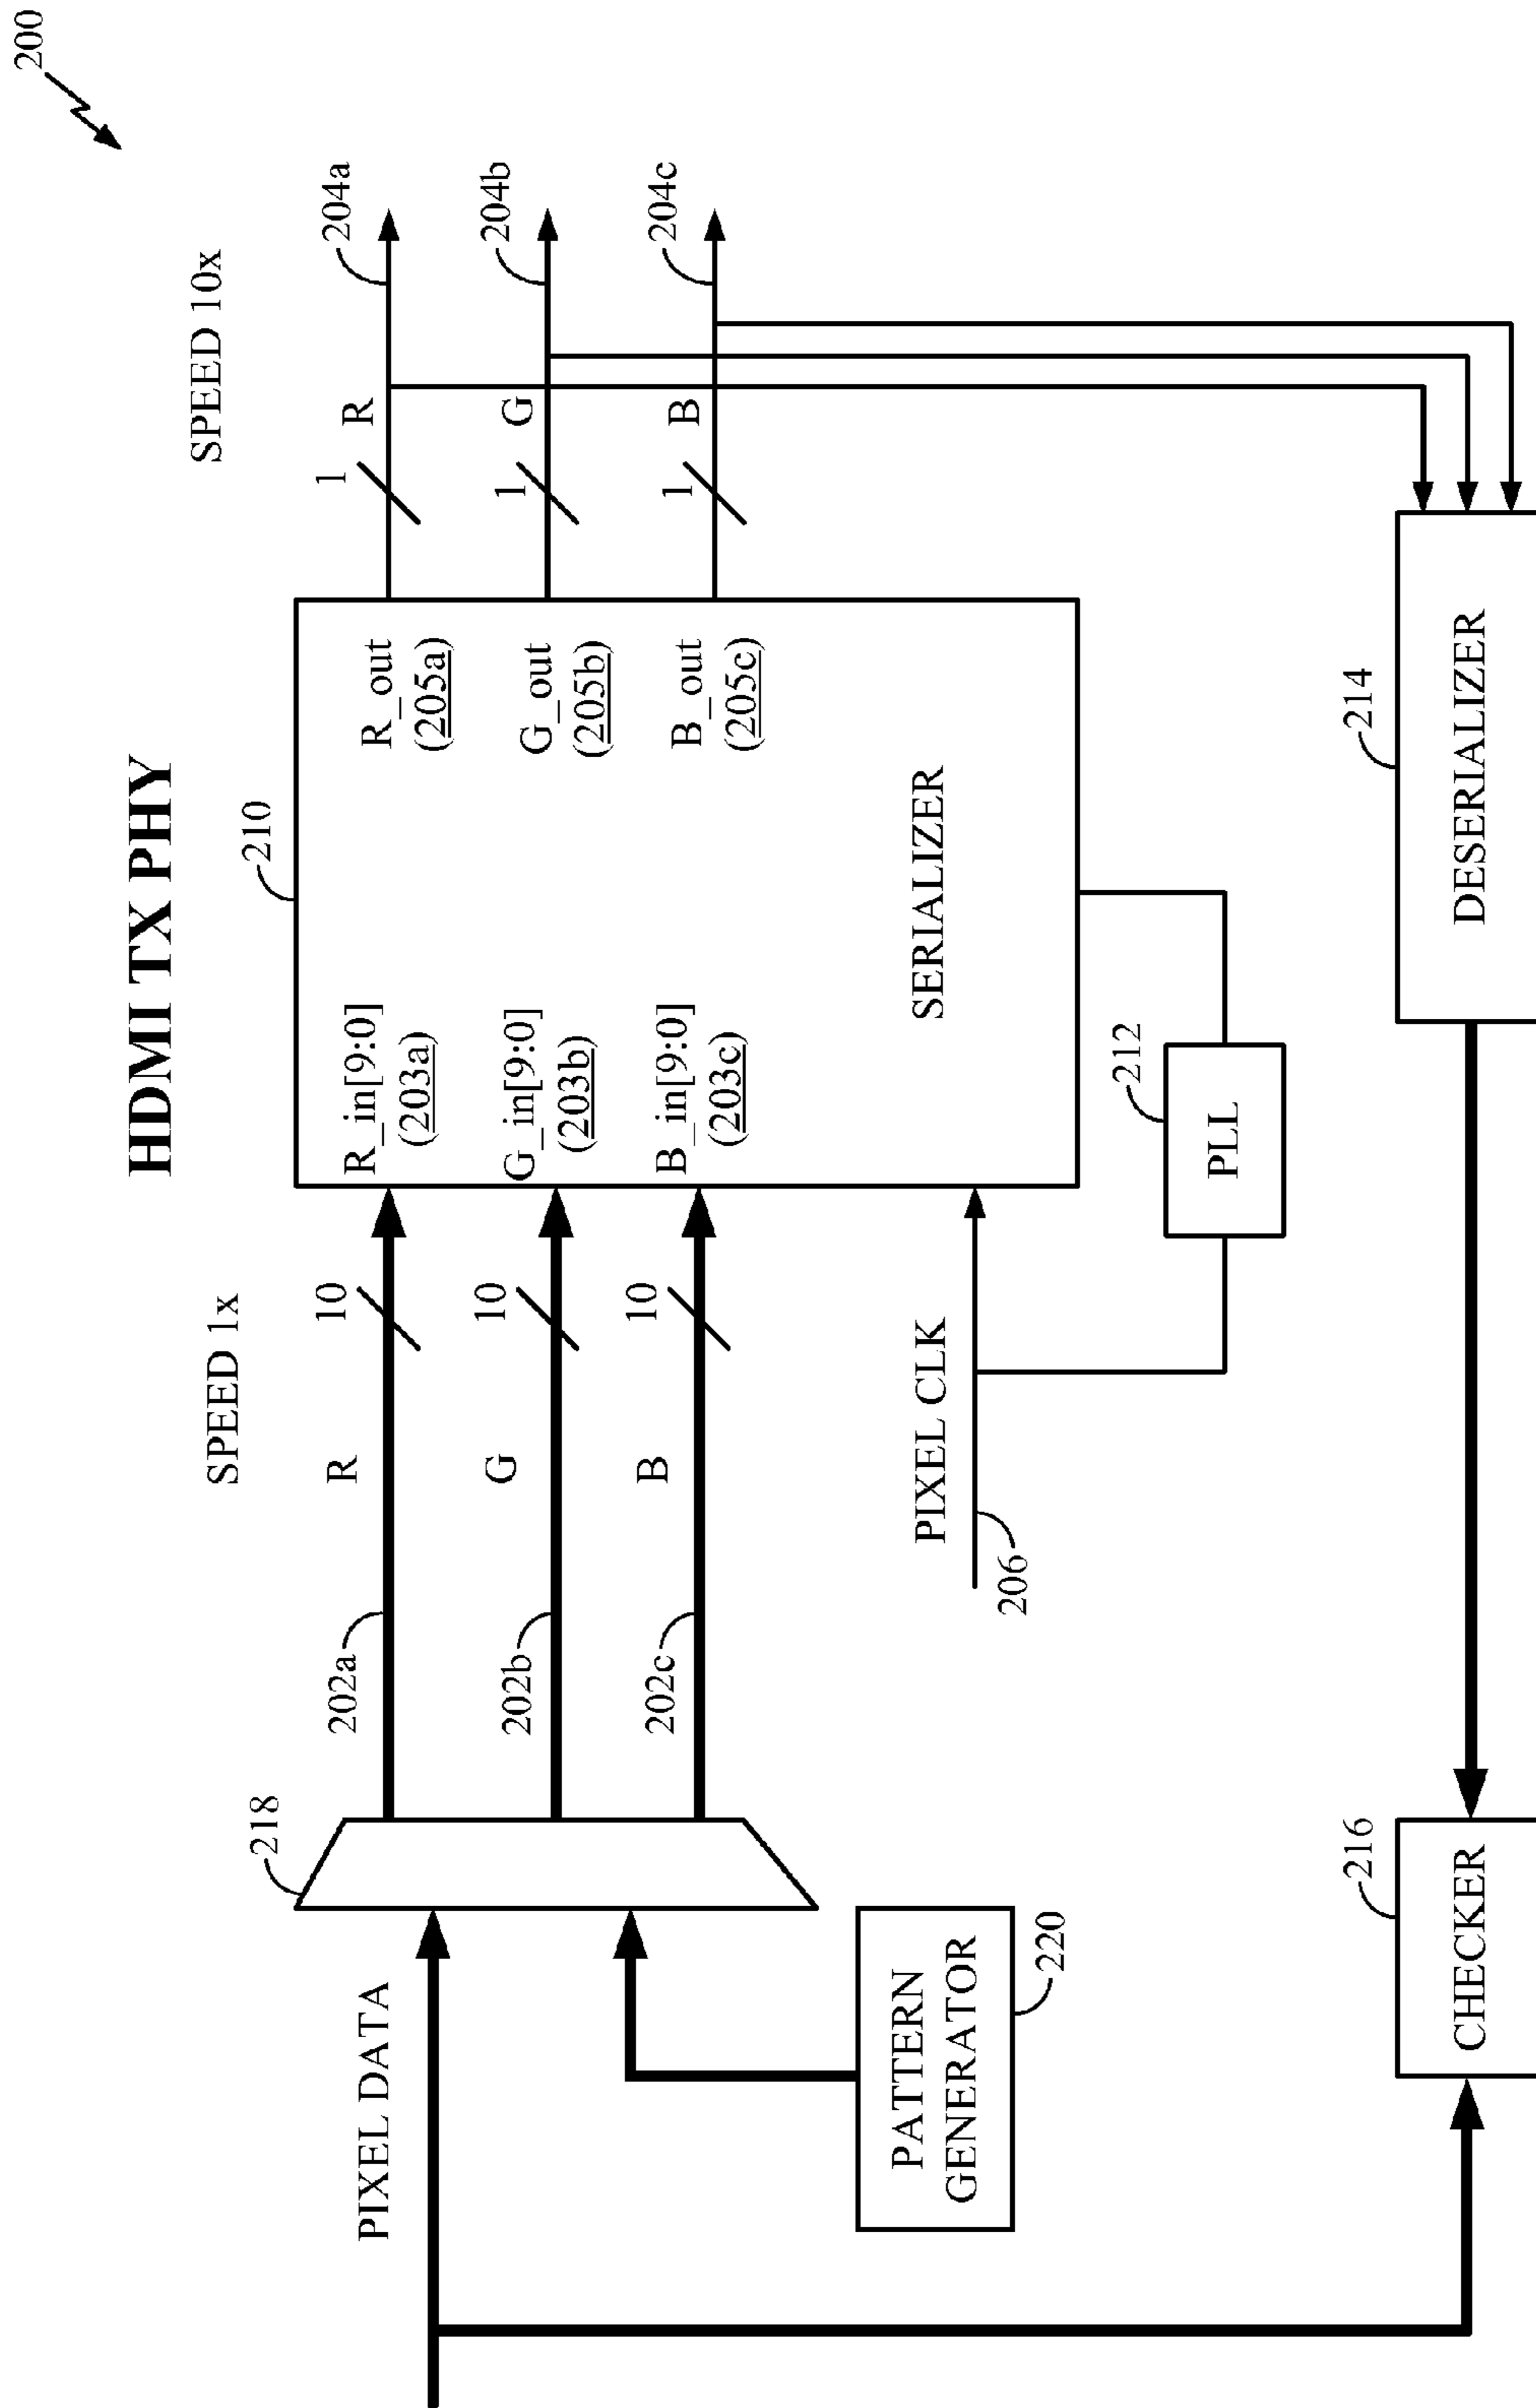 200
HDMI TX PHY
SPEED 1x
SPEED 10x
218
210
PIXEL DATA
202a
R
10
R_in[9:0]
(203a)
R_out
(205a)
1
R
204a
202b
G
10
G_in[9:0]
(203b)
G_out
(205b)
1
G
204b
202c
B
10
B_in[9:0]
(203c)
B_out
(205c)
1
B
204c
PATTERN
GENERATOR
220
PIXEL CLK
206
SERIALIZER
212
PLL
216
CHECKER
214
DESERIALIZER